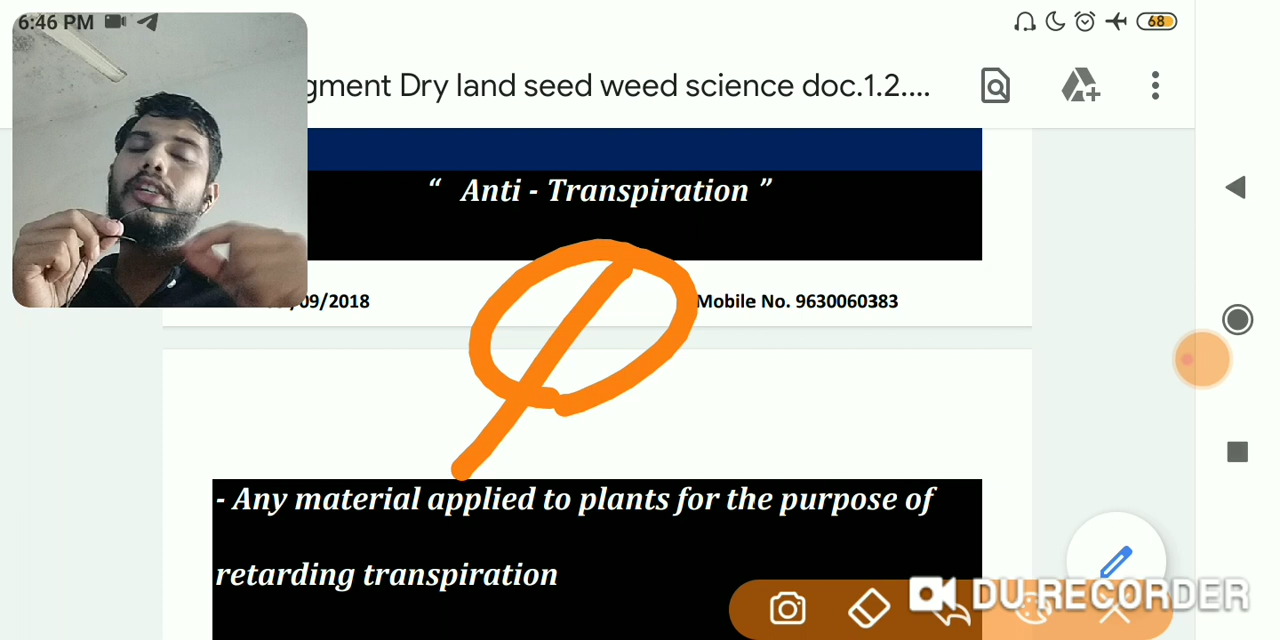 6:46 PM
68
gment Dry land seed weed science doc.1.2....
“ Anti - Transpiration ”
/09/2018
Mobile No. 9630060383
- Any material applied to plants for the purpose of
retarding transpiration
DU RECORDER